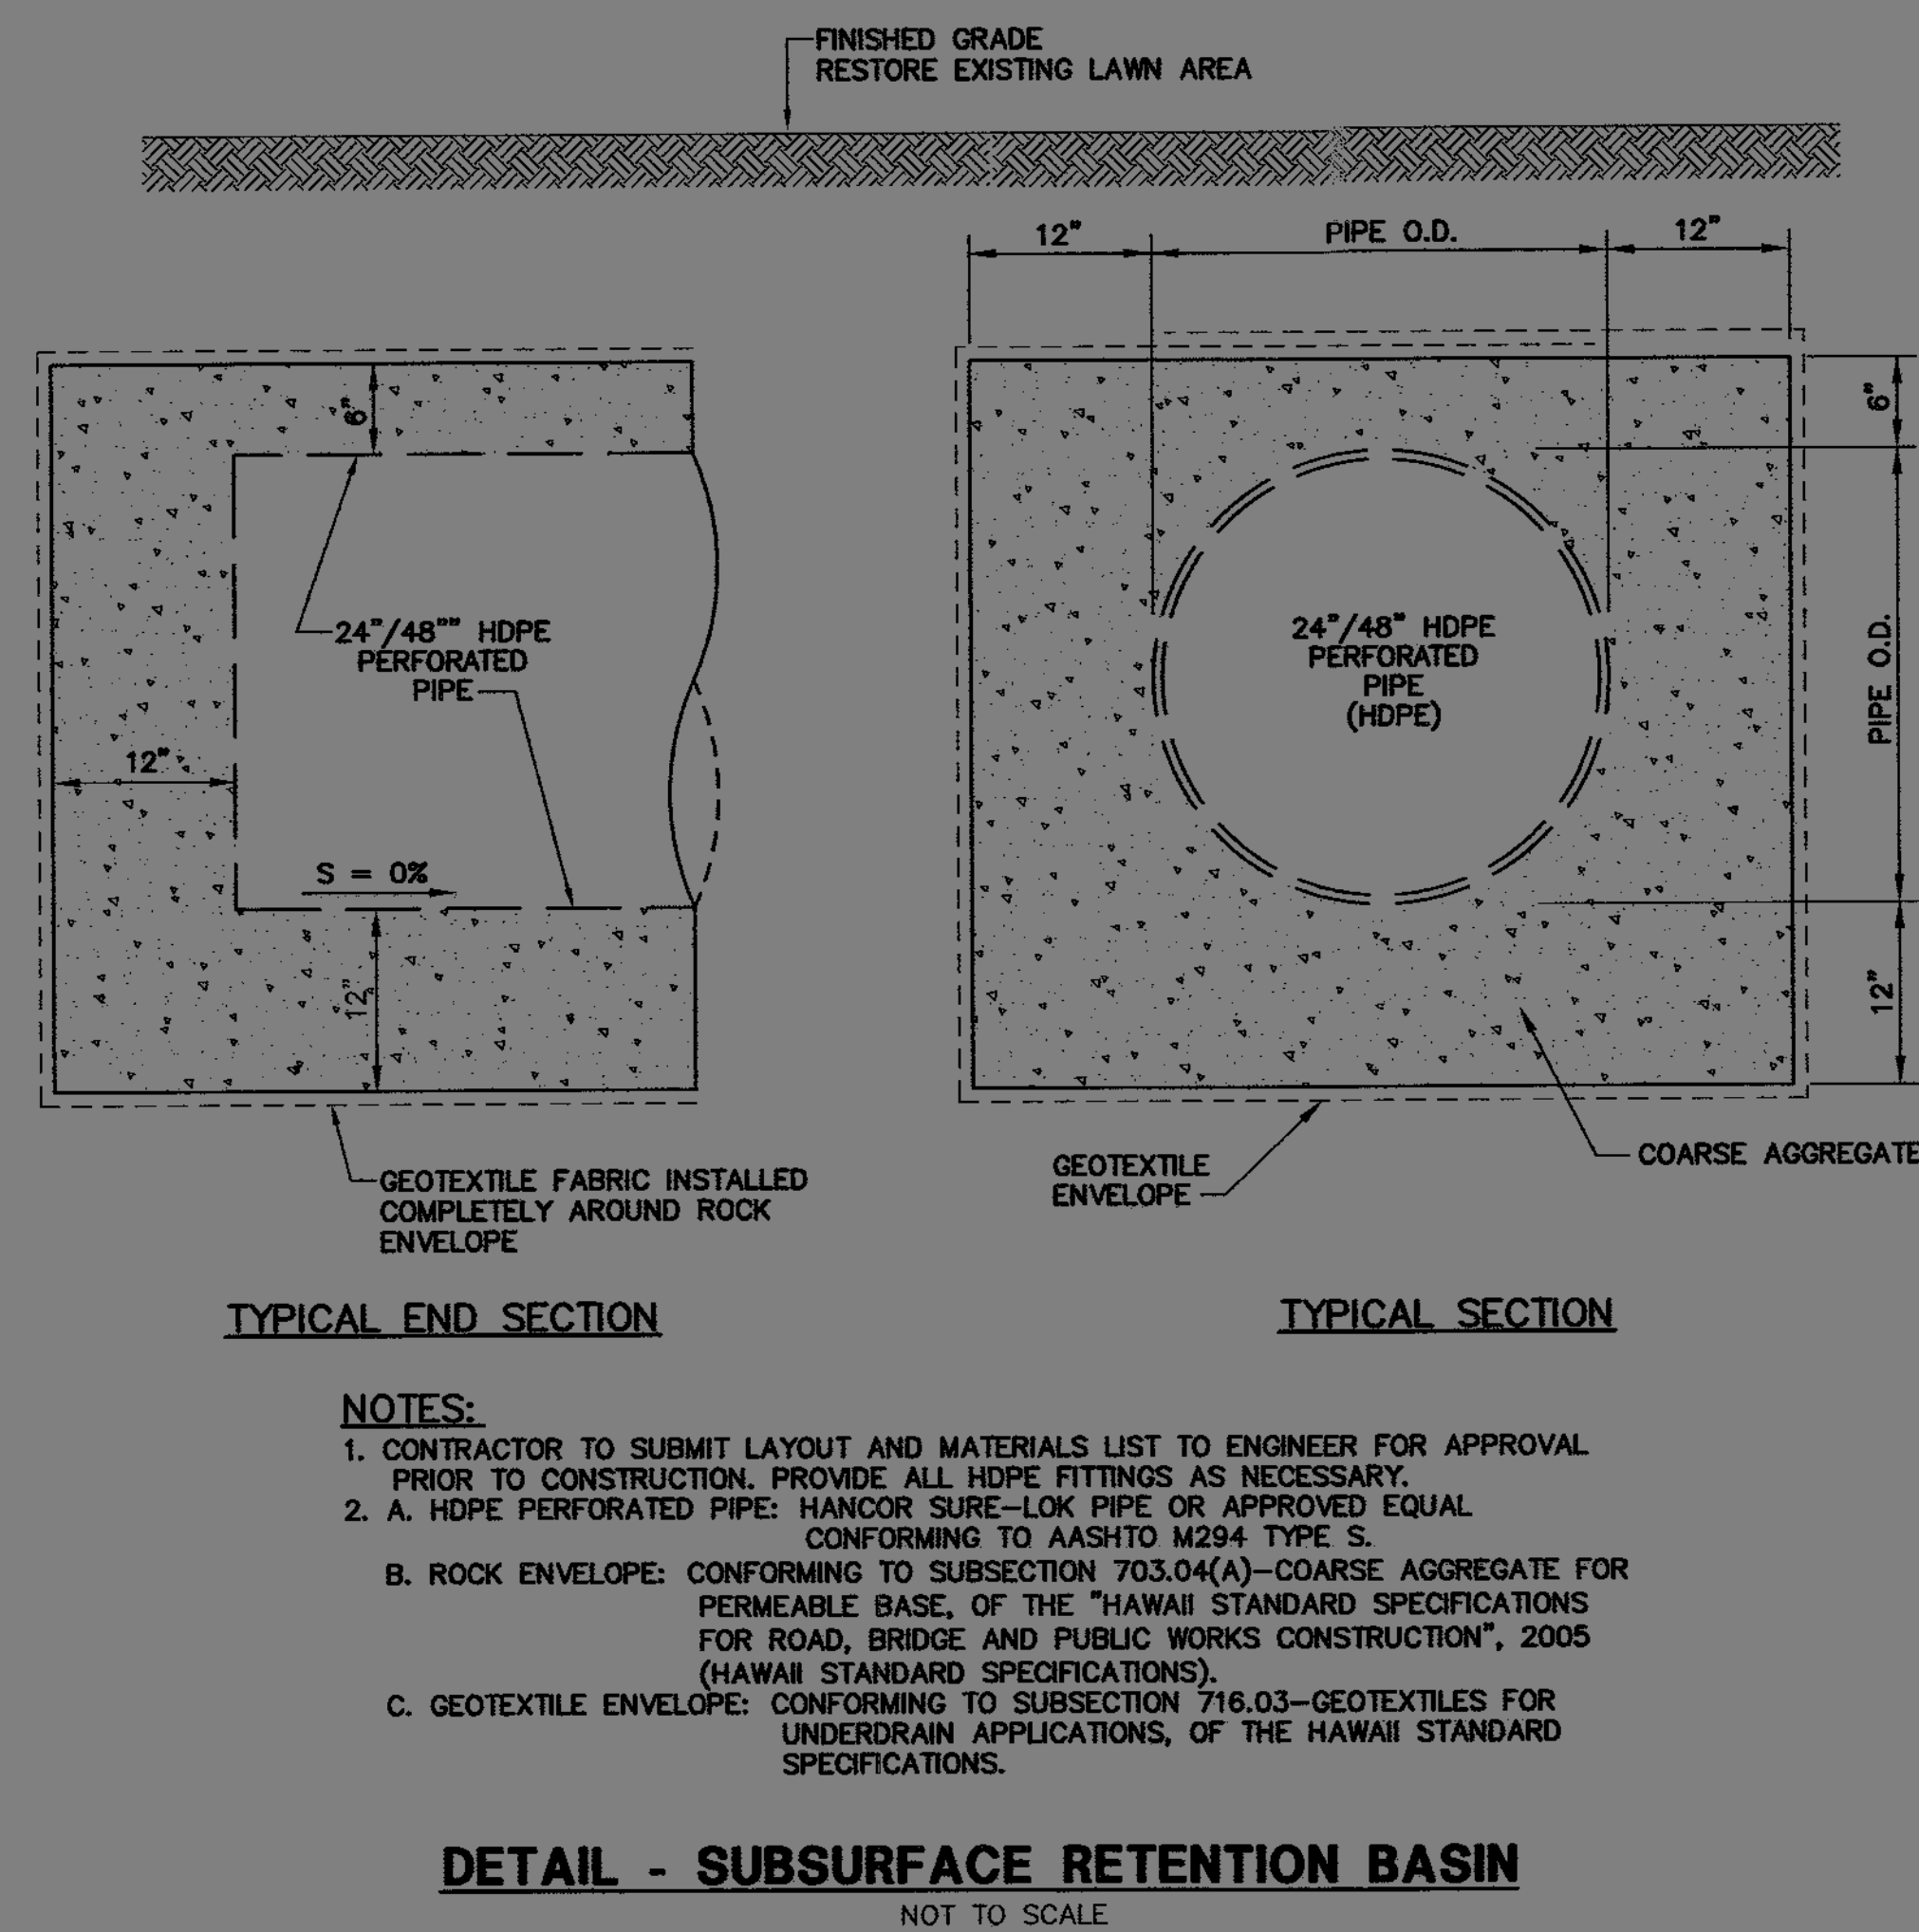 FINISHED GRADE
RESTORE EXISTING LAWN AREA
12"
PIPE O.D.
12"
6"
6"
24"/48"" HDPE
PERFORATED
PIPE
24"/48" HDPE
PERFORATED
PIPE
(HDPE)
PIPE O.D.
12"
S = 0%
12"
12"
GEOTEXTILE FABRIC INSTALLED
COMPLETELY AROUND ROCK
ENVELOPE
GEOTEXTILE
ENVELOPE
COARSE AGGREGATE
TYPICAL END SECTION
TYPICAL SECTION
NOTES:
1. CONTRACTOR TO SUBMIT LAYOUT AND MATERIALS LIST TO ENGINEER FOR APPROVAL
PRIOR TO CONSTRUCTION. PROVIDE ALL HDPE FITTINGS AS NECESSARY.
2. A. HDPE PERFORATED PIPE: HANCOR SURE-LOK PIPE OR APPROVED EQUAL
CONFORMING TO AASHTO M294 TYPE S.
B. ROCK ENVELOPE: CONFORMING TO SUBSECTION 703.04(A)-COARSE AGGREGATE FOR
PERMEABLE BASE, OF THE "HAWAII STANDARD SPECIFICATIONS
FOR ROAD, BRIDGE AND PUBLIC WORKS CONSTRUCTION", 2005
(HAWAII STANDARD SPECIFICATIONS).
C. GEOTEXTILE ENVELOPE: CONFORMING TO SUBSECTION 716.03-GEOTEXTILES FOR
UNDERDRAIN APPLICATIONS, OF THE HAWAII STANDARD
SPECIFICATIONS.
DETAIL - SUBSURFACE RETENTION BASIN
NOT TO SCALE